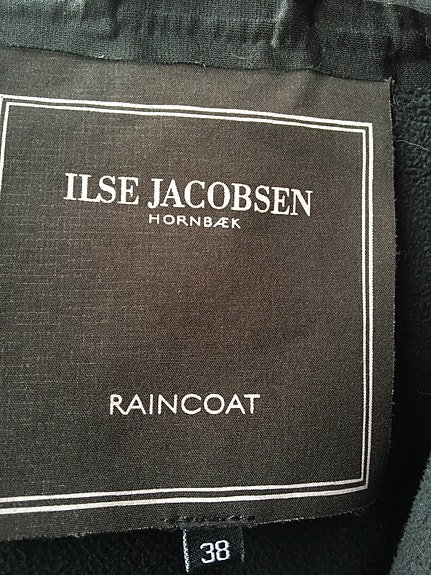 ILSE JACOBSEN
HORNBÆK
RAINCOAT
38